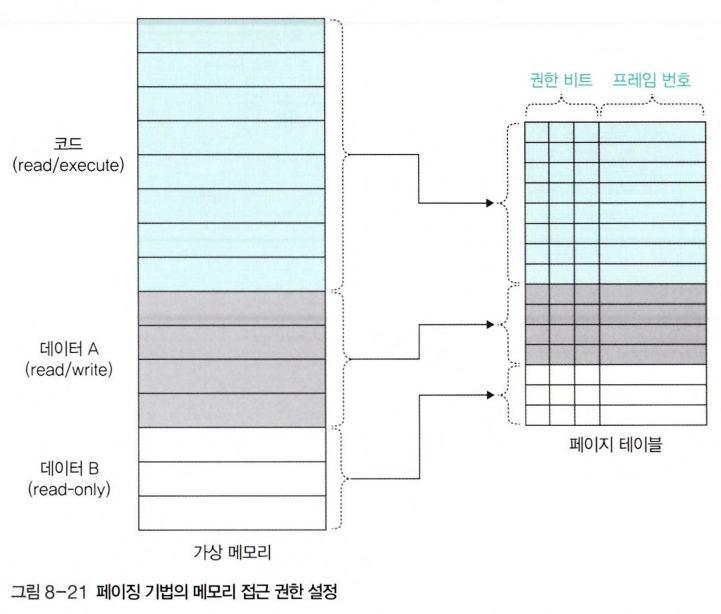 권한 비트 프레임 번호
코드
(read/execute)
데이터 A
(read/write)
데이터 B
(read-only)
페이지 테이블
가상 메모리
그림 8-21 페이징 기법의 메모리 접근 권한 설정